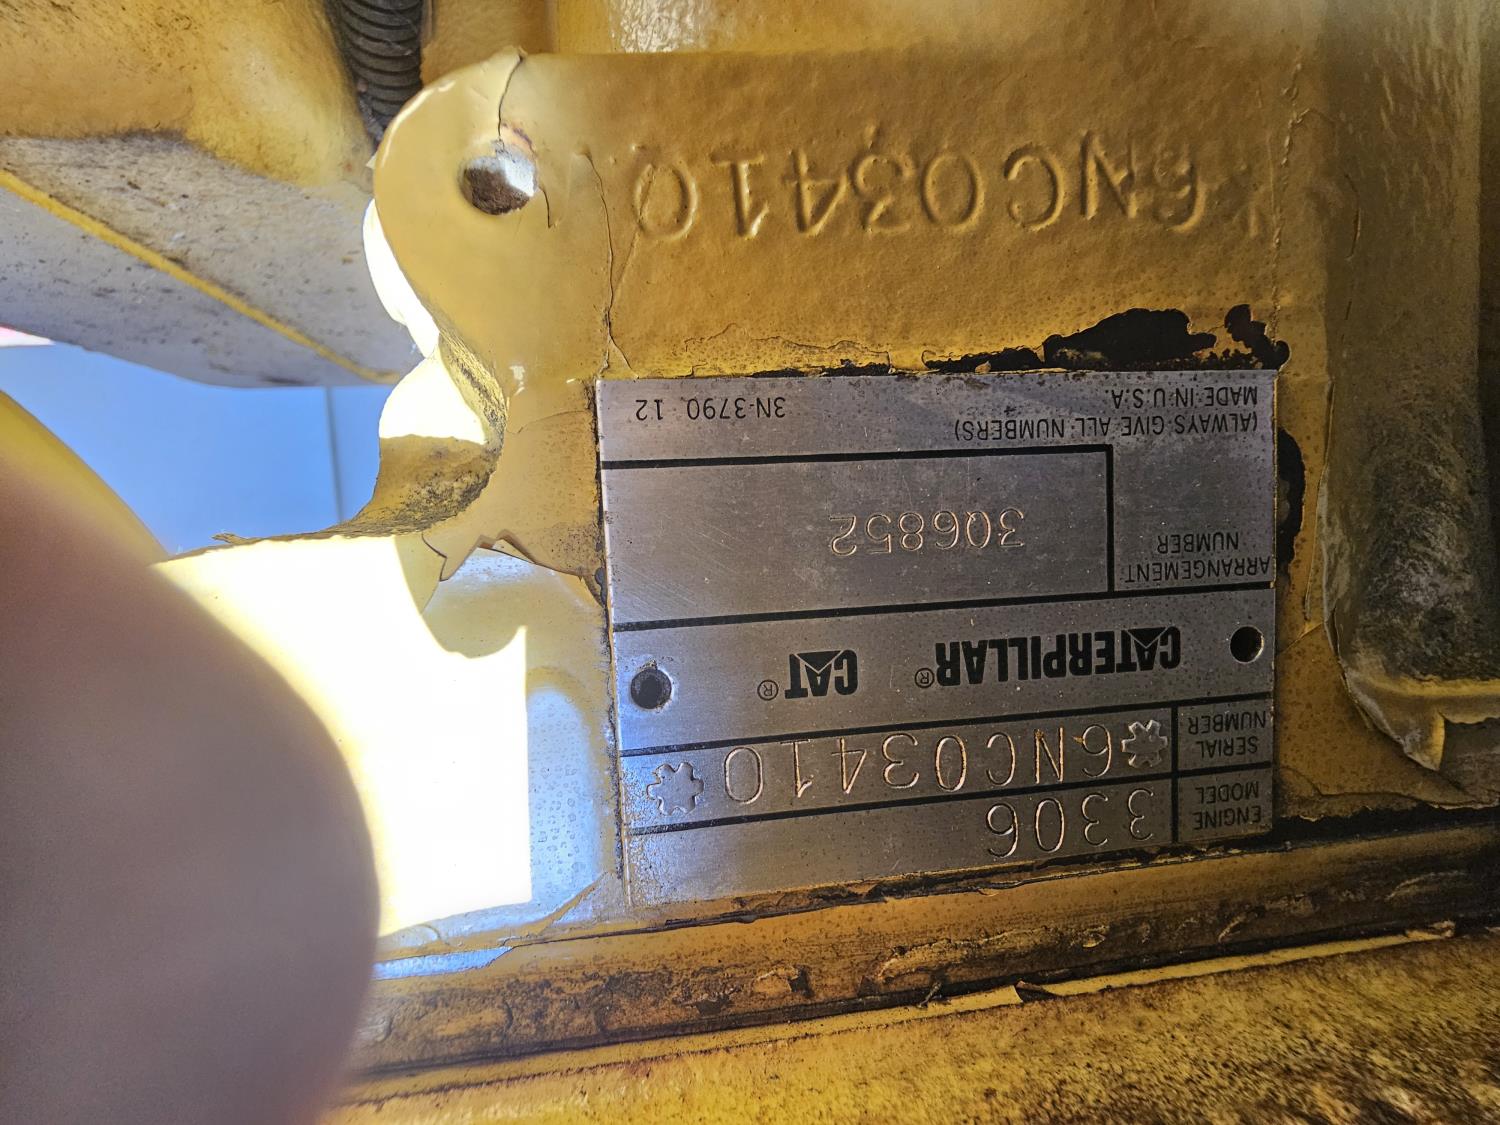 ENGINE MODEL 3306
SERIAL NUMBER *6NC03410*
CATERPILLAR® CAT®
ARRANGEMENT NUMBER 3Q6852
(ALWAYS GIVE ALL NUMBERS)
MADE IN U.S.A. 3N-3790 12
*6NC03410